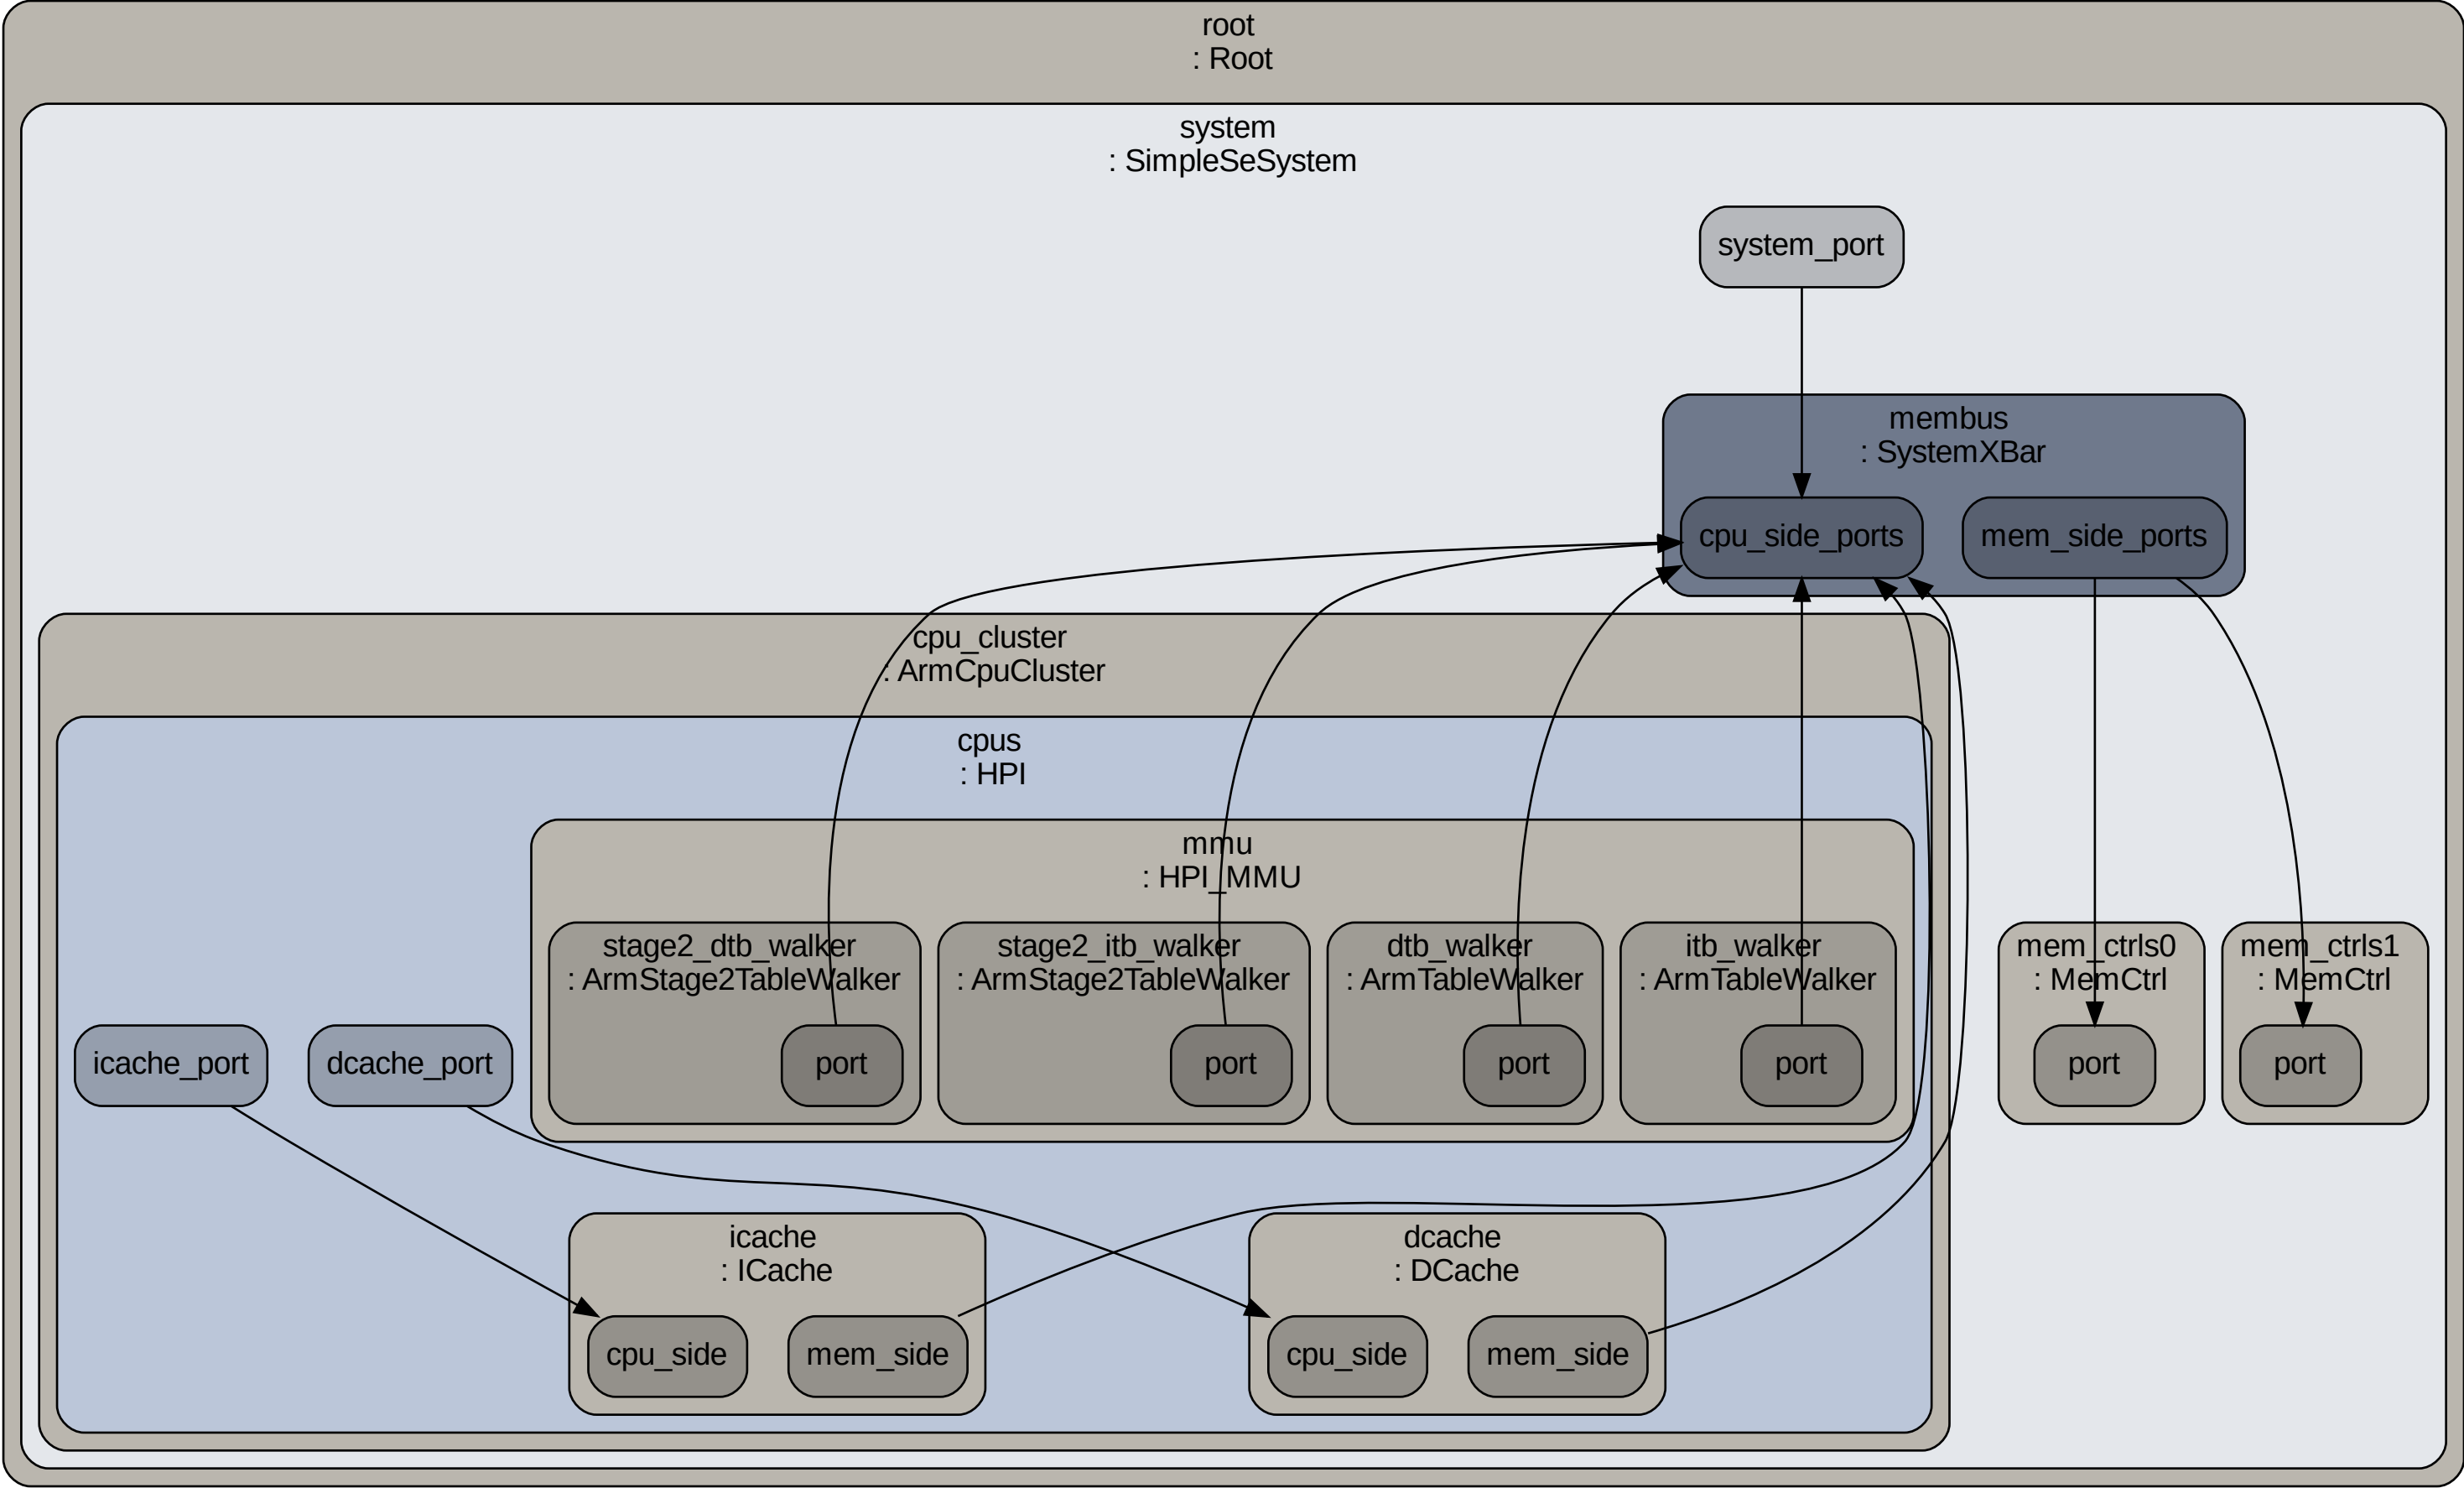 root
: Root
system
: SimpleSeSystem
system_port
membus
: SystemXBar
cpu_side_ports
mem_side_ports
cpu_cluster
: ArmCpuCluster
cpus
: HPI
mmu
: HPI_MMU
stage2_dtb_walker
: ArmStage2TableWalker
port
stage2_itb_walker
: ArmStage2TableWalker
port
dtb_walker
: ArmTableWalker
port
itb_walker
: ArmTableWalker
port
mem_ctrls0
: MemCtrl
port
mem_ctrls1
: MemCtrl
port
icache_port
dcache_port
icache
: ICache
cpu_side
mem_side
dcache
: DCache
cpu_side
mem_side